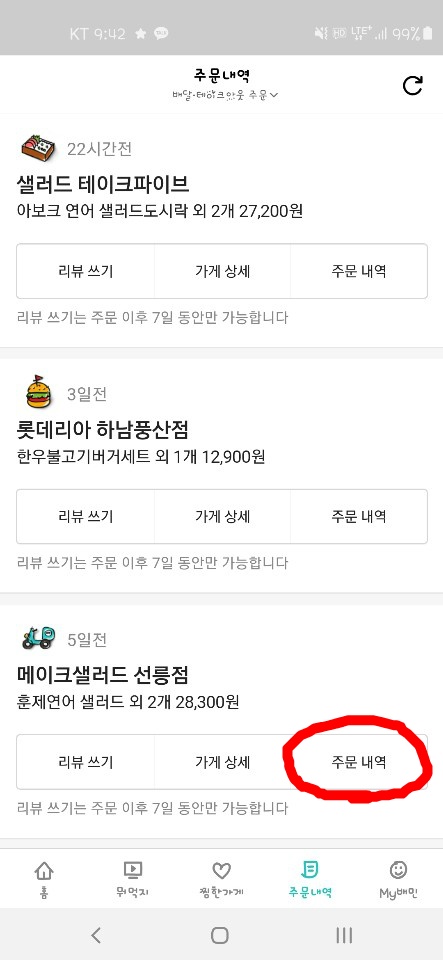 KT 9:42 99%
주문내역
배달·테이크아웃 주문
22시간전
샐러드 테이크파이브
아보크 연어 샐러드도시락 외 2개 27,200원
리뷰 쓰기 가게 상세 주문 내역
리뷰 쓰기는 주문 이후 7일 동안만 가능합니다
3일전
롯데리아 하남풍산점
한우불고기버거세트 외 1개 12,900원
리뷰 쓰기 가게 상세 주문 내역
리뷰 쓰기는 주문 이후 7일 동안만 가능합니다
5일전
메이크샐러드 선릉점
훈제연어 샐러드 외 2개 28,300원
리뷰 쓰기 가게 상세 주문 내역
리뷰 쓰기는 주문 이후 7일 동안만 가능합니다
홈 뭐먹지 찜한가게 주문내역 My배민